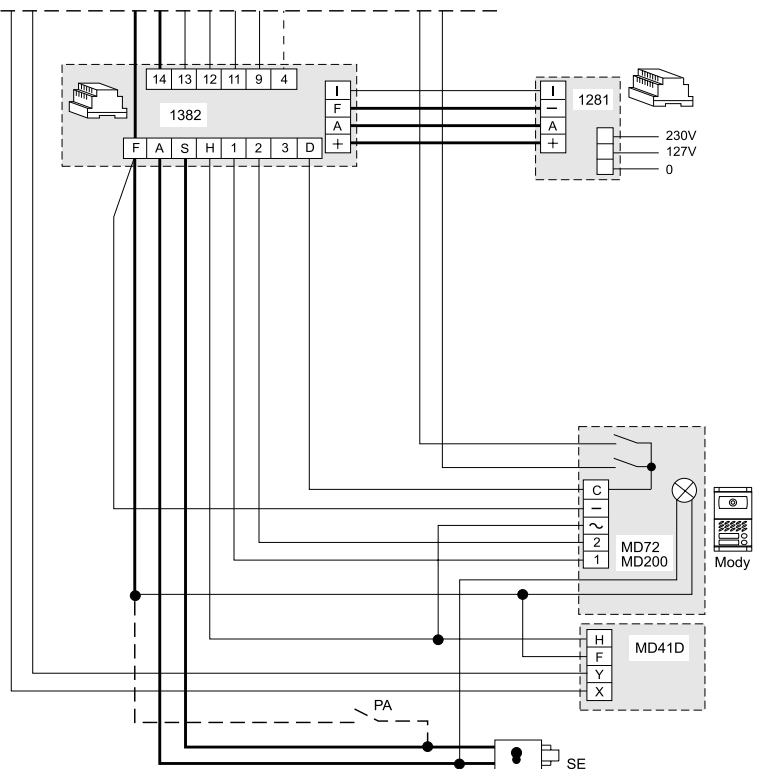 14 13 12 11 9 4
1382
I
F
A
+
F A S H 1 2 3 D
I
−
A
+
1281
230V
127V
0
C
−
~
2
1
MD72
MD200
Mody
H
F
Y
X
MD41D
PA
SE